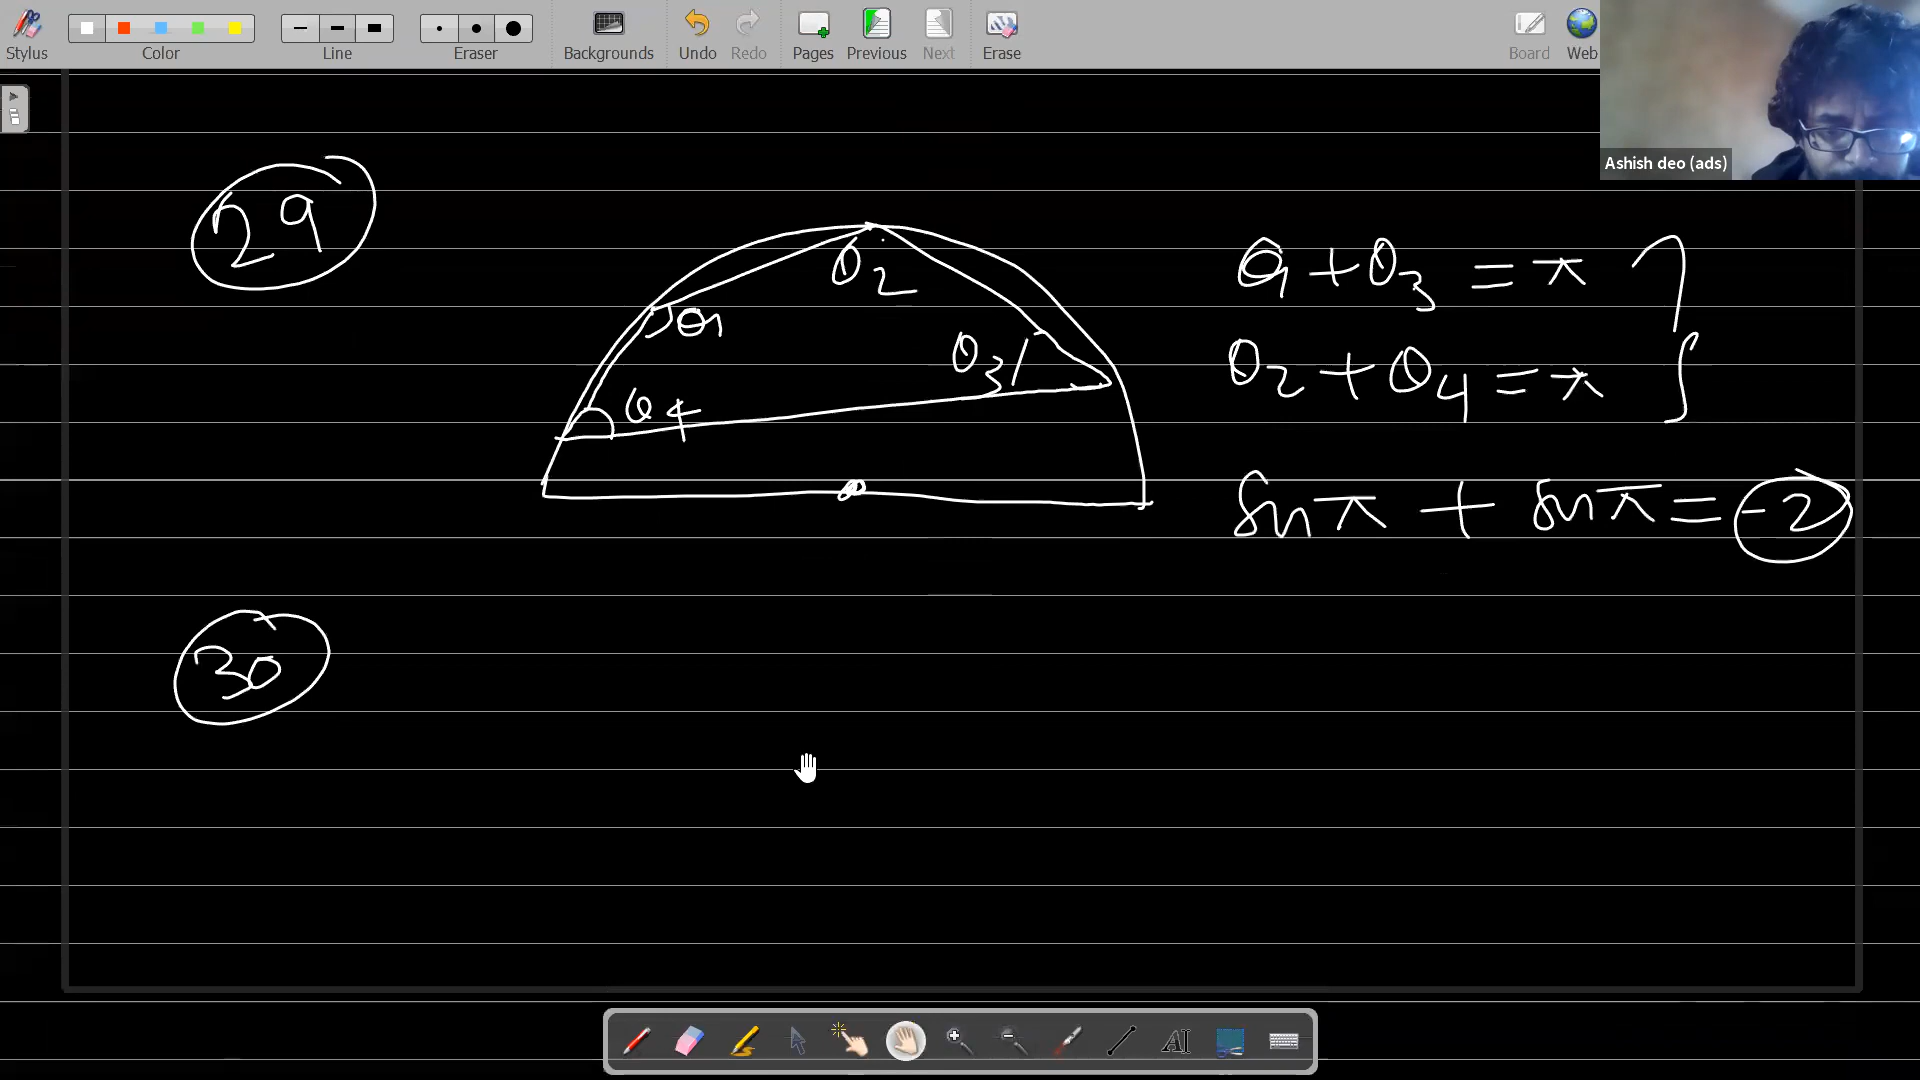 Stylus Color Line Eraser Backgrounds Undo Redo Pages Previous Next Erase Board Web
Ashish deo (ads)
29
θ2
θ1
θ3
θ4
θ1 + θ3 = π
θ2 + θ4 = π
sin π + sin π = -2
30
AI